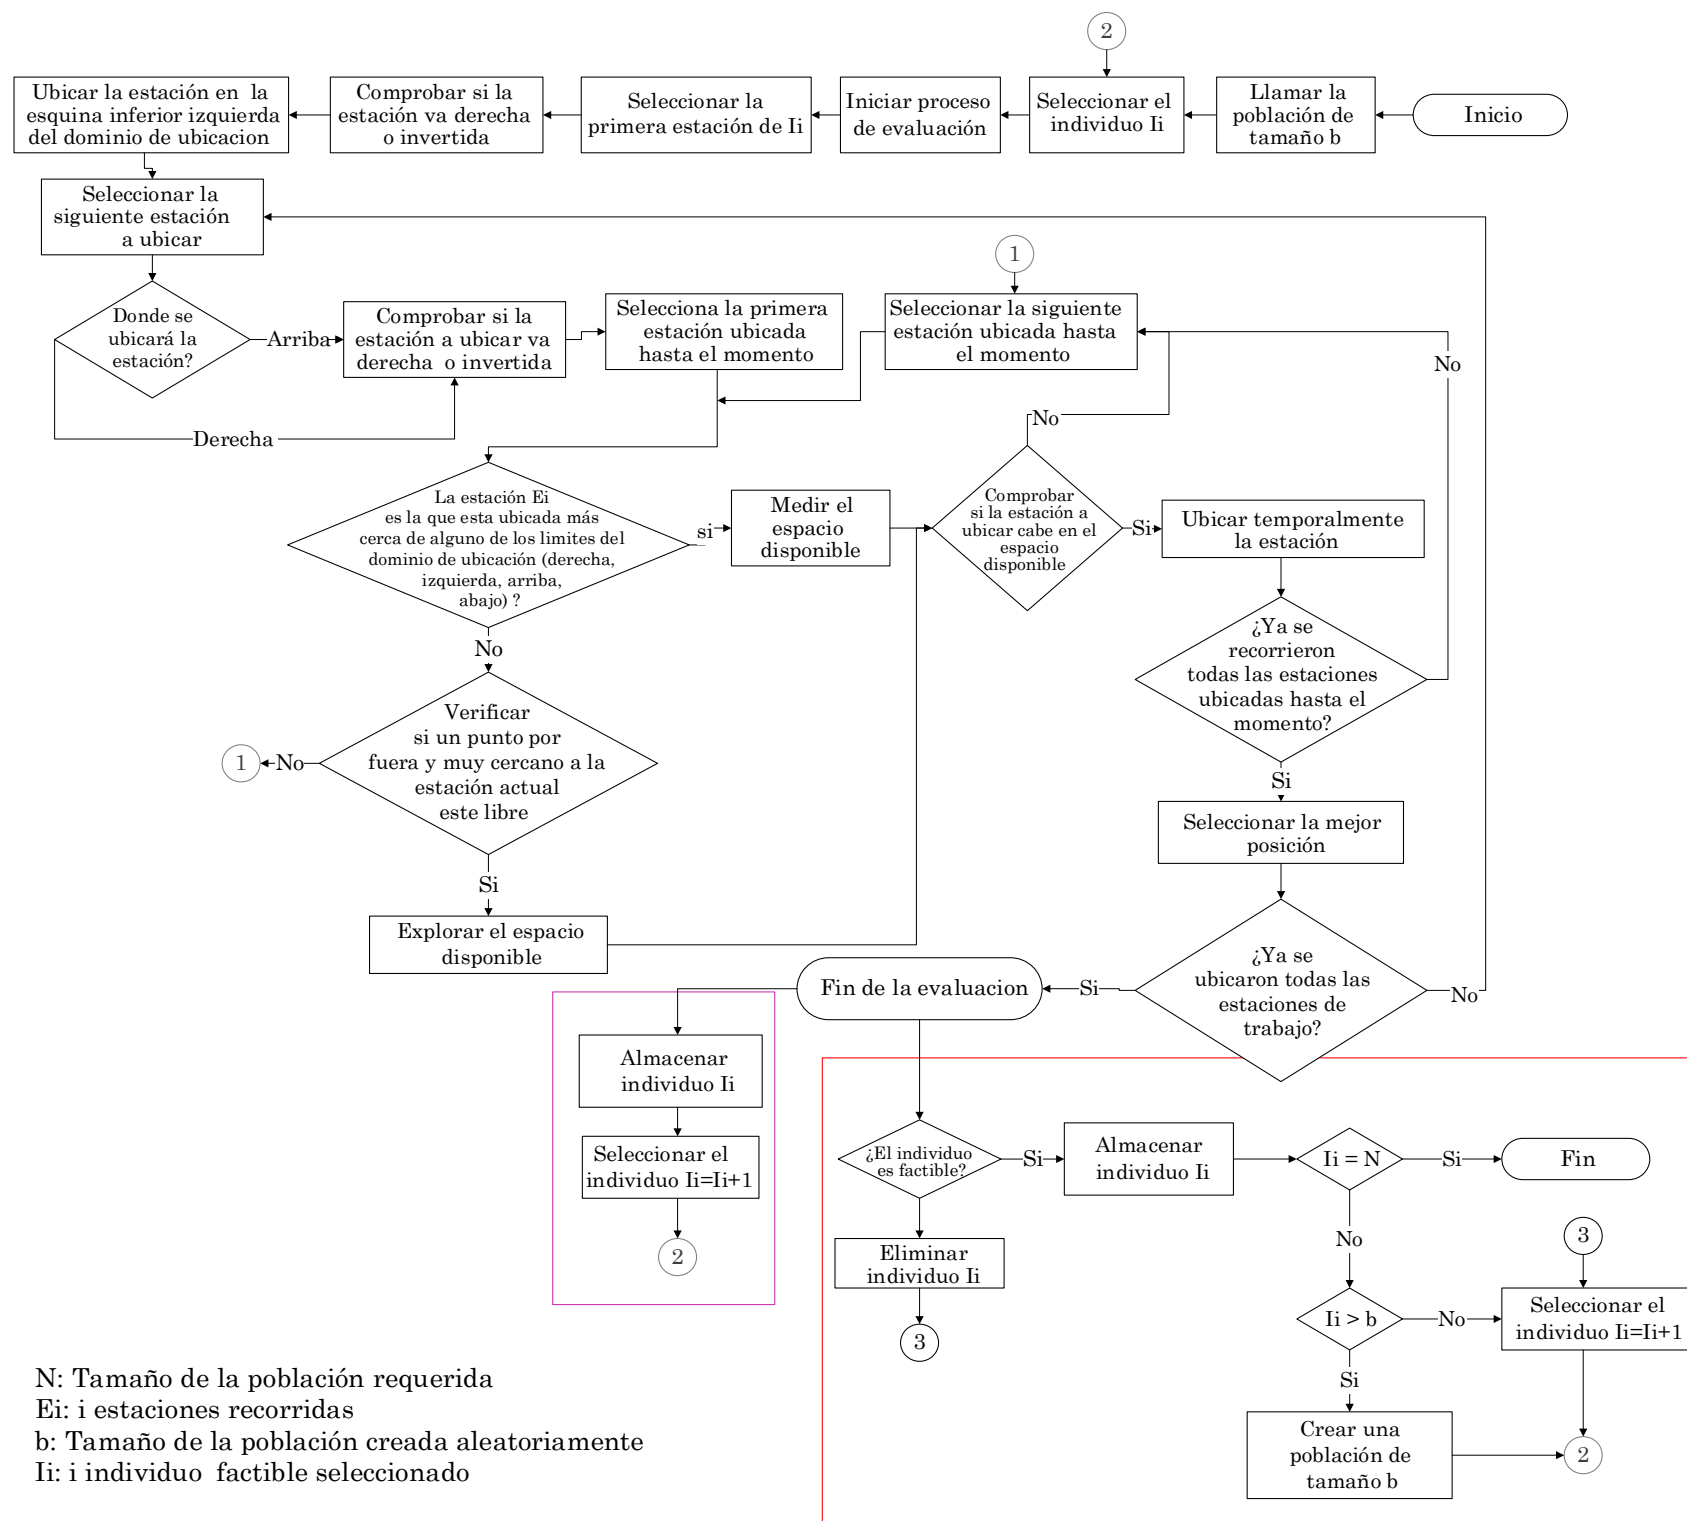 2
Ubicar la estación en la
esquina inferior izquierda
del dominio de ubicacion
Comprobar si la
estación va derecha
o invertida
Seleccionar la
primera estación de Ii
Iniciar proceso
de evaluación
Seleccionar el
individuo Ii
Llamar la
población de
tamaño b
Inicio
Seleccionar la
siguiente estación
a ubicar
1
Donde se
ubicará la
estación?
Arriba
Derecha
Comprobar si la
estación a ubicar va
derecha o invertida
Selecciona la primera
estación ubicada
hasta el momento
Seleccionar la siguiente
estación ubicada hasta
el momento
No
No
La estación Ei
es la que esta ubicada más
cerca de alguno de los limites del
dominio de ubicación (derecha,
izquierda, arriba,
abajo) ?
si
Medir el
espacio
disponible
Comprobar
si la estación a
ubicar cabe en el
espacio
disponible
Si
Ubicar temporalmente
la estación
No
¿Ya se
recorrieron
todas las estaciones
ubicadas hasta el
momento?
Verificar
si un punto por
fuera y muy cercano a la
estación actual
este libre
No
1
Si
Seleccionar la mejor
posición
Si
Explorar el espacio
disponible
¿Ya se
ubicaron todas las
estaciones de
trabajo?
No
Si
Fin de la evaluacion
Almacenar
individuo Ii
Seleccionar el
individuo Ii=Ii+1
2
¿El individuo
es factible?
Si
Almacenar
individuo Ii
Ii = N
Si
Fin
No
Eliminar
individuo Ii
3
3
Ii > b
No
Seleccionar el
individuo Ii=Ii+1
Si
Crear una
población de
tamaño b
2
N: Tamaño de la población requerida
Ei: i estaciones recorridas
b: Tamaño de la población creada aleatoriamente
Ii: i individuo factible seleccionado